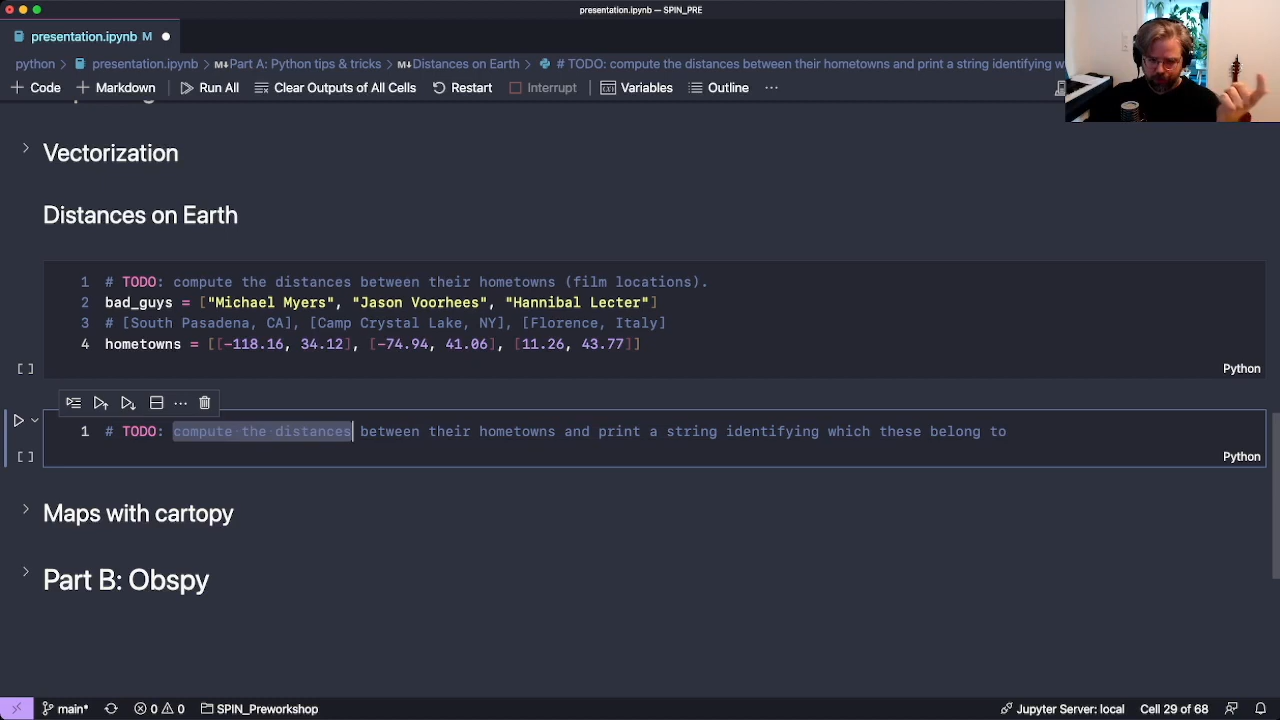 presentation.ipynb — SPIN_PRE
presentation.ipynb M
python > presentation.ipynb > Part A: Python tips & tricks > Distances on Earth > # TODO: compute the distances between their hometowns and print a string identifying
Code Markdown Run All Clear Outputs of All Cells Restart Interrupt Variables Outline ...
Vectorization
Distances on Earth
1 # TODO: compute the distances between their hometowns (film locations).
2 bad_guys = ["Michael Myers", "Jason Voorhees", "Hannibal Lecter"]
3 # [South Pasadena, CA], [Camp Crystal Lake, NY], [Florence, Italy]
4 hometowns = [[-118.16, 34.12], [-74.94, 41.06], [11.26, 43.77]]
[ ] Python
1 # TODO: compute the distances between their hometowns and print a string identifying which these belong to
[ ] Python
Maps with cartopy
Part B: Obspy
main* 0 0 SPIN_Preworkshop Jupyter Server: local Cell 29 of 68